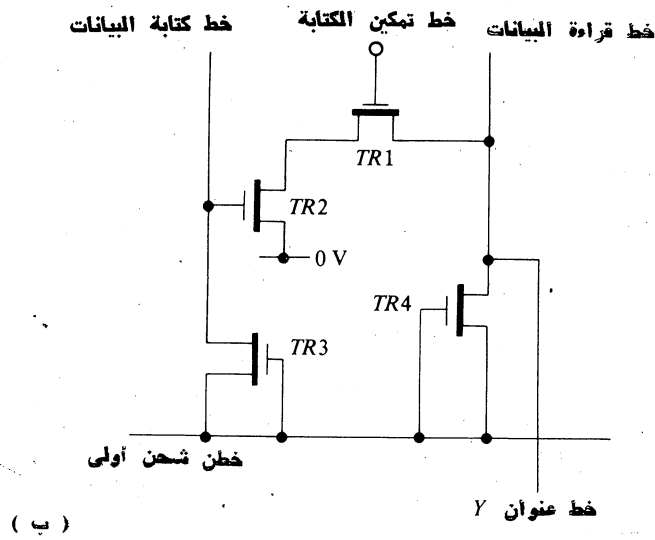 خط قراءة البيانات
خط تمكين الكتابة
خط كتابة البيانات
TR1
TR2
0 V
TR4
TR3
خطن شحن أولى
خط عنوان Y
( ب )